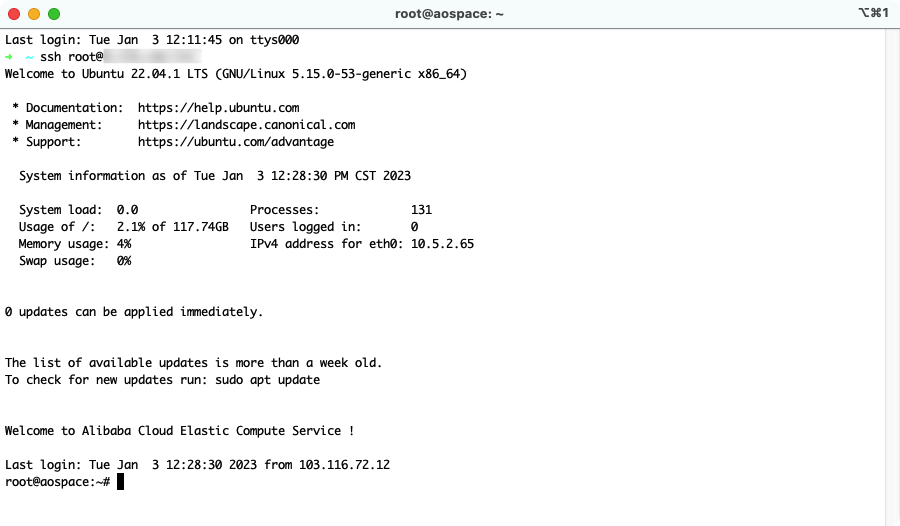 root@aospace: ~
⌥⌘1
Last login: Tue Jan  3 12:11:45 on ttys000
➜  ~ ssh root@
Welcome to Ubuntu 22.04.1 LTS (GNU/Linux 5.15.0-53-generic x86_64)
 * Documentation:  https://help.ubuntu.com
 * Management:     https://landscape.canonical.com
 * Support:        https://ubuntu.com/advantage
  System information as of Tue Jan  3 12:28:30 PM CST 2023
  System load:  0.0                Processes:             131
  Usage of /:   2.1% of 117.74GB   Users logged in:       0
  Memory usage: 4%                 IPv4 address for eth0: 10.5.2.65
  Swap usage:   0%
0 updates can be applied immediately.
The list of available updates is more than a week old.
To check for new updates run: sudo apt update
Welcome to Alibaba Cloud Elastic Compute Service !
Last login: Tue Jan  3 12:28:30 2023 from 103.116.72.12
root@aospace:~#